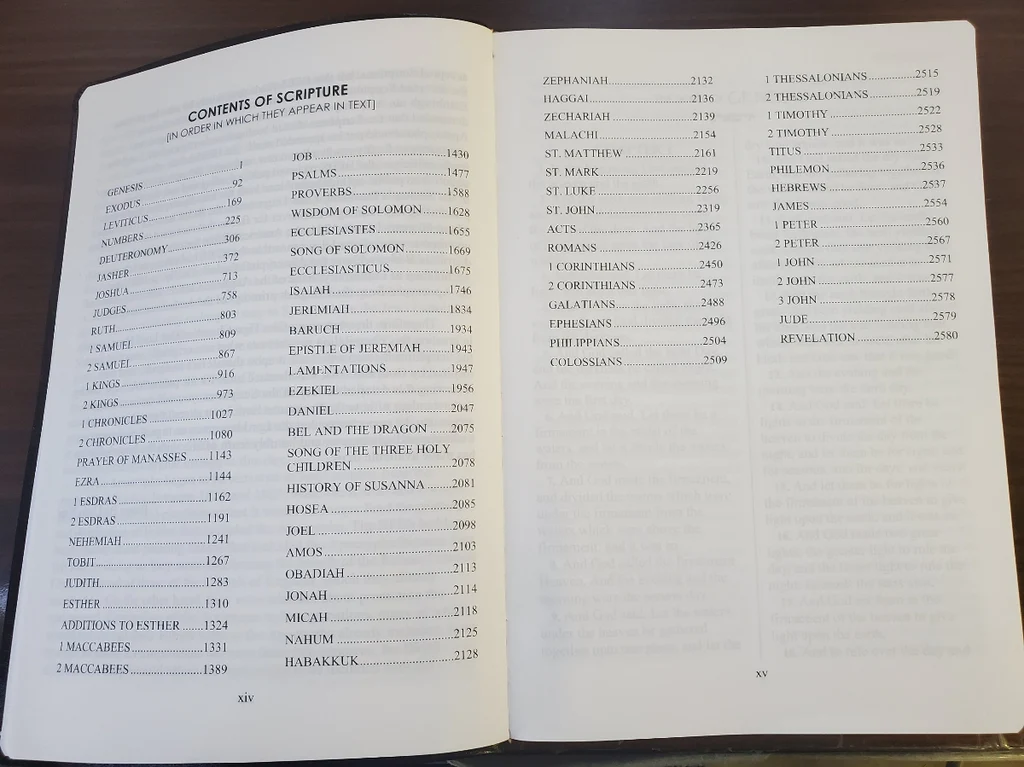 CONTENTS OF SCRIPTURE
[IN ORDER IN WHICH THEY APPEAR IN TEXT]
GENESIS 1
EXODUS 92
LEVITICUS 169
NUMBERS 225
DEUTERONOMY 306
JASHER 372
JOSHUA 713
JUDGES 758
RUTH 803
1 SAMUEL 809
2 SAMUEL 867
1 KINGS 916
2 KINGS 973
1 CHRONICLES 1027
2 CHRONICLES 1080
PRAYER OF MANASSES 1143
EZRA 1144
1 ESDRAS 1162
2 ESDRAS 1191
NEHEMIAH 1241
TOBIT 1267
JUDITH 1283
ESTHER 1310
ADDITIONS TO ESTHER 1324
1 MACCABEES 1331
2 MACCABEES 1389
JOB 1430
PSALMS 1477
PROVERBS 1588
WISDOM OF SOLOMON 1628
ECCLESIASTES 1655
SONG OF SOLOMON 1669
ECCLESIASTICUS 1675
ISAIAH 1746
JEREMIAH 1834
BARUCH 1934
EPISTLE OF JEREMIAH 1943
LAMENTATIONS 1947
EZEKIEL 1956
DANIEL 2047
BEL AND THE DRAGON 2075
SONG OF THE THREE HOLY
CHILDREN 2078
HISTORY OF SUSANNA 2081
HOSEA 2085
JOEL 2098
AMOS 2103
OBADIAH 2113
JONAH 2114
MICAH 2118
NAHUM 2125
HABAKKUK 2128
xiv
ZEPHANIAH 2132
HAGGAI 2136
ZECHARIAH 2139
MALACHI 2154
ST. MATTHEW 2161
ST. MARK 2219
ST. LUKE 2256
ST. JOHN 2319
ACTS 2365
ROMANS 2426
1 CORINTHIANS 2450
2 CORINTHIANS 2473
GALATIANS 2488
EPHESIANS 2496
PHILIPPIANS 2504
COLOSSIANS 2509
1 THESSALONIANS 2515
2 THESSALONIANS 2519
1 TIMOTHY 2522
2 TIMOTHY 2528
TITUS 2533
PHILEMON 2536
HEBREWS 2537
JAMES 2554
1 PETER 2560
2 PETER 2567
1 JOHN 2571
2 JOHN 2577
3 JOHN 2578
JUDE 2579
REVELATION 2580
xv